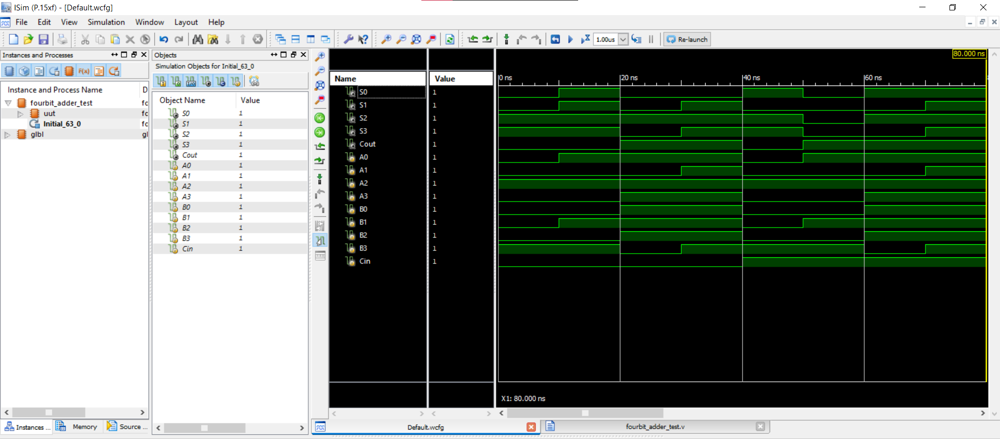 ISim (P.15xf) - [Default.wcfg]
File Edit View Simulation Window Layout Help
1.00us Re-launch
Instances and Processes
F(x)
Instance and Process Name D
fourbit_adder_test fc
uut fc
Initial_63_0 fc
glbl gl
Instances ... Memory Source ...
Objects
Simulation Objects for Initial_63_0
Object Name Value
S0 1
S1 1
S2 1
S3 1
Cout 1
A0 1
A1 1
A2 1
A3 1
B0 1
B1 1
B2 1
B3 1
Cin 1
80.000 ns
Name Value
0 ns 20 ns 40 ns 60 ns
S0 1
S1 1
S2 1
S3 1
Cout 1
A0 1
A1 1
A2 1
A3 1
B0 1
B1 1
B2 1
B3 1
Cin 1
X1: 80.000 ns
Default.wcfg fourbit_adder_test.v